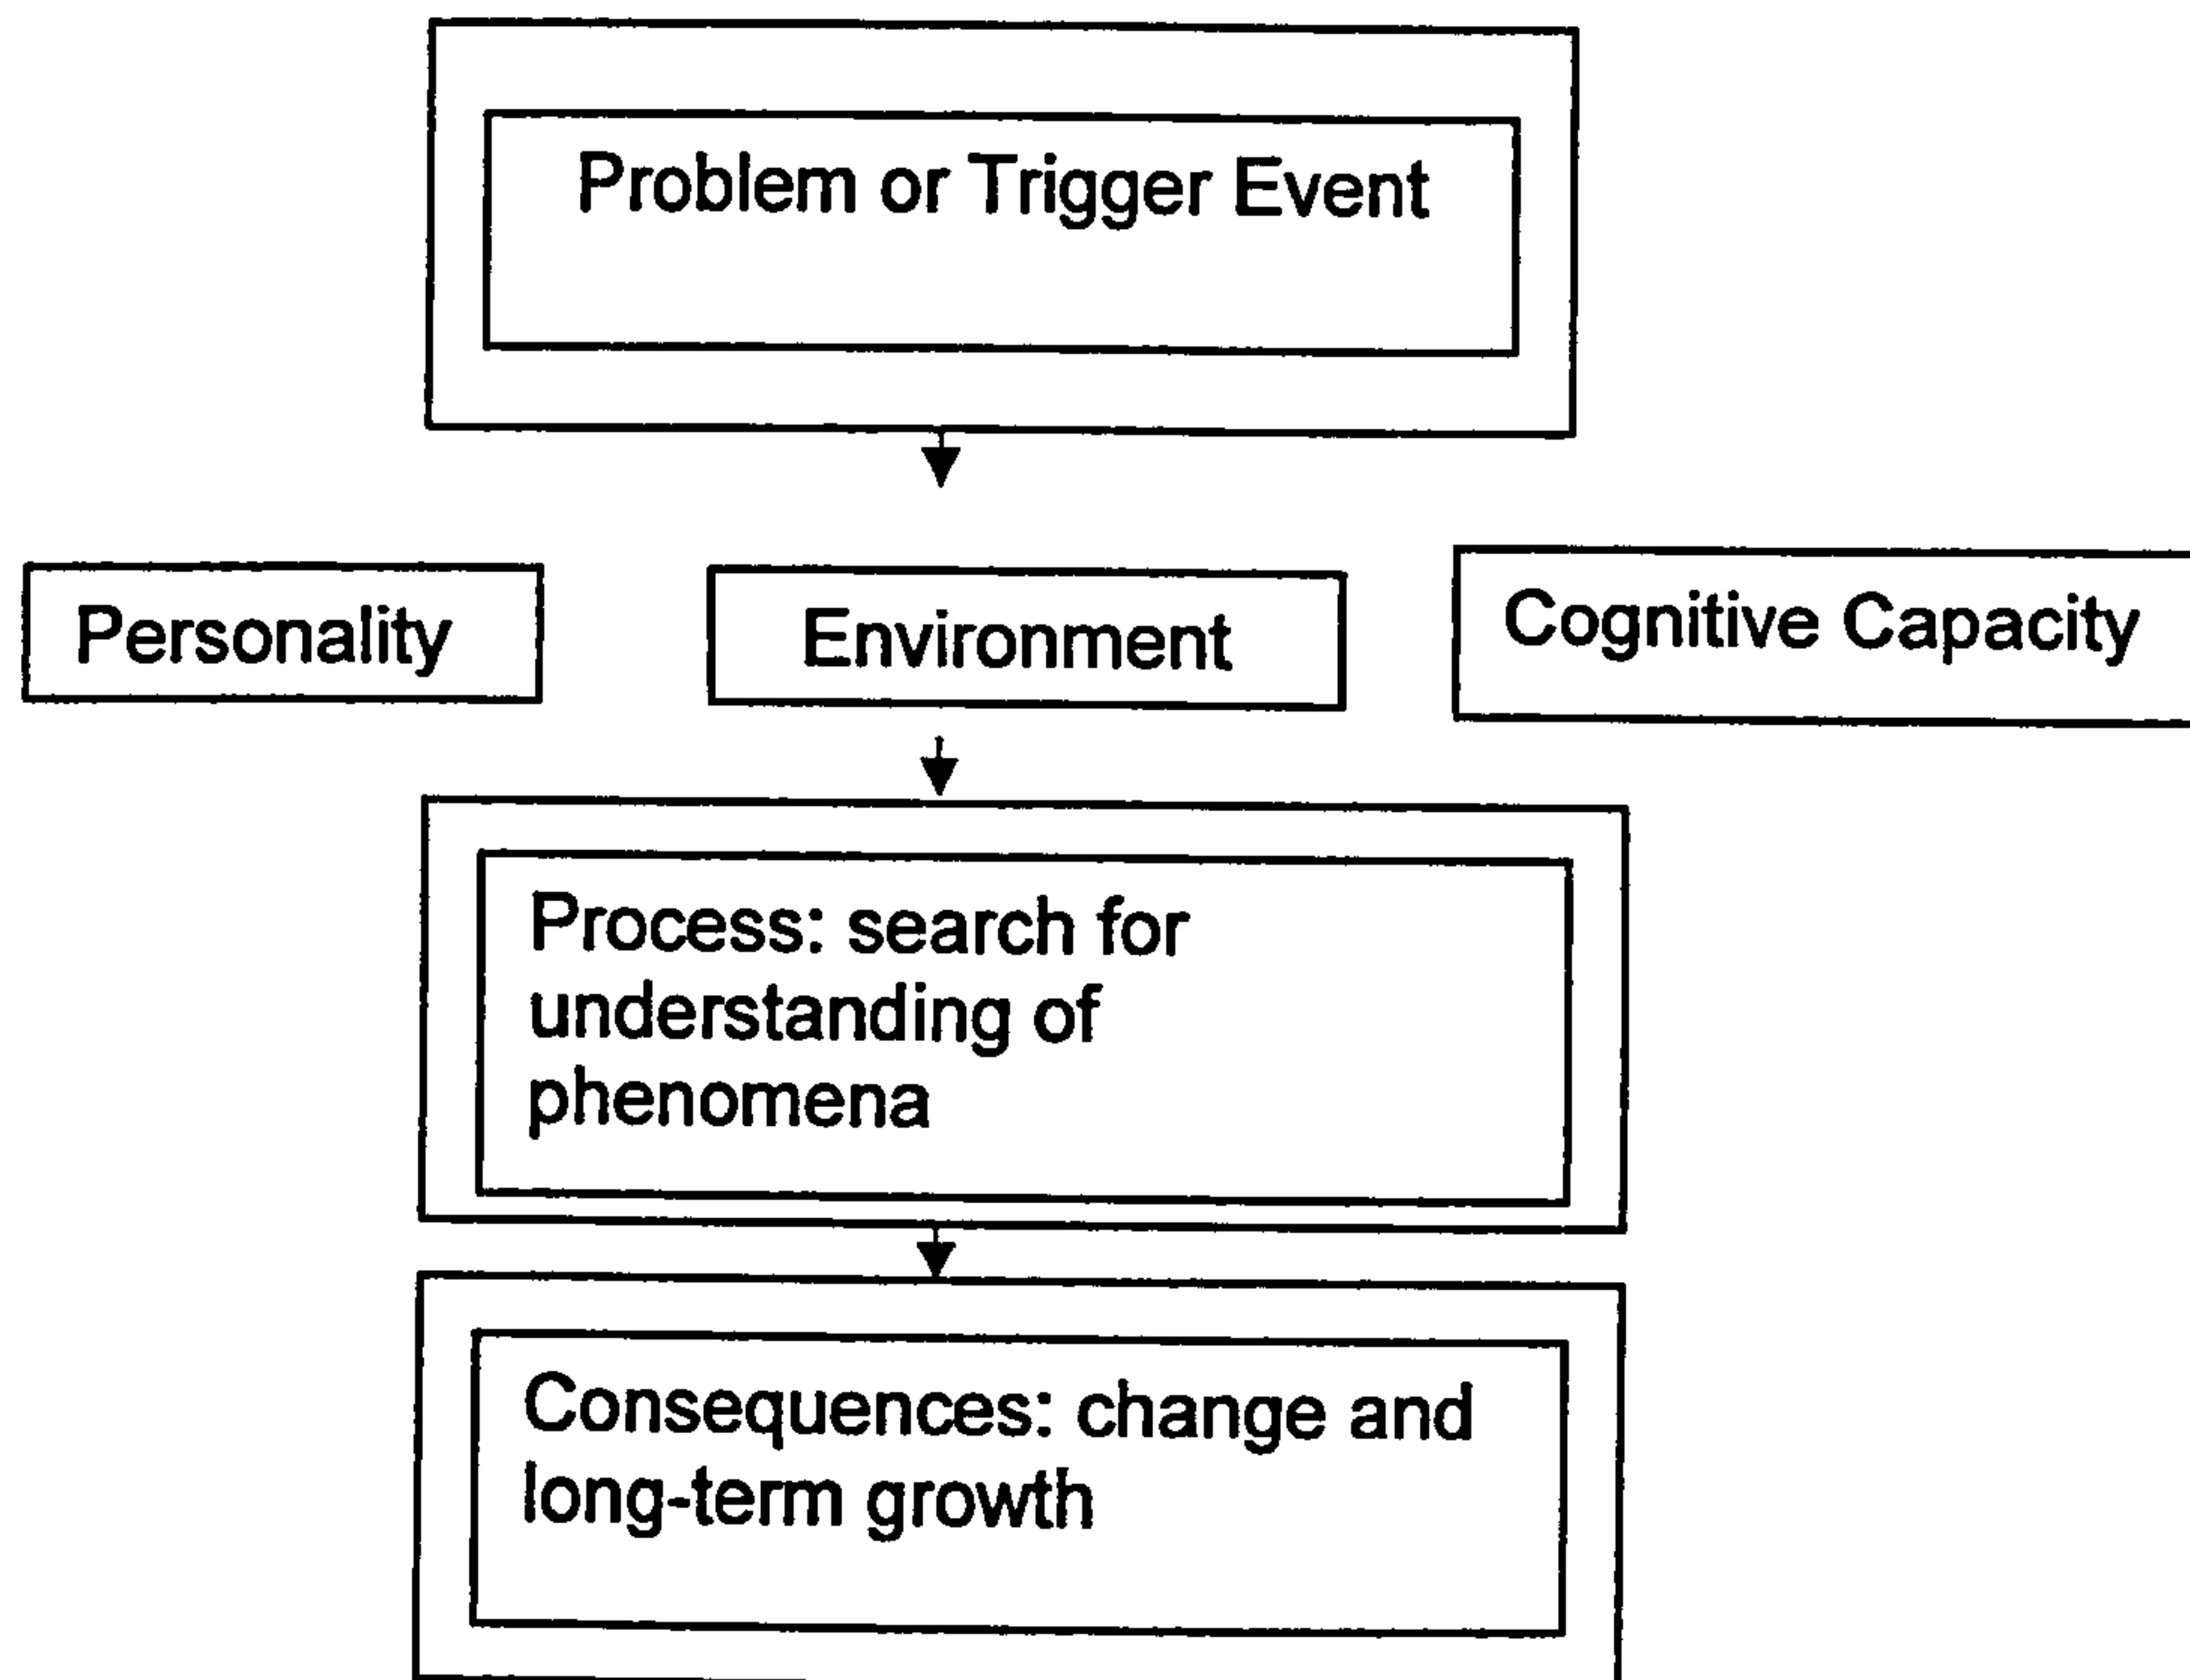 Problem or Trigger Event
Personality
Environment
Cognitive Capacity
Process: search for
understanding of
phenomena
Consequences: change and
long-term growth